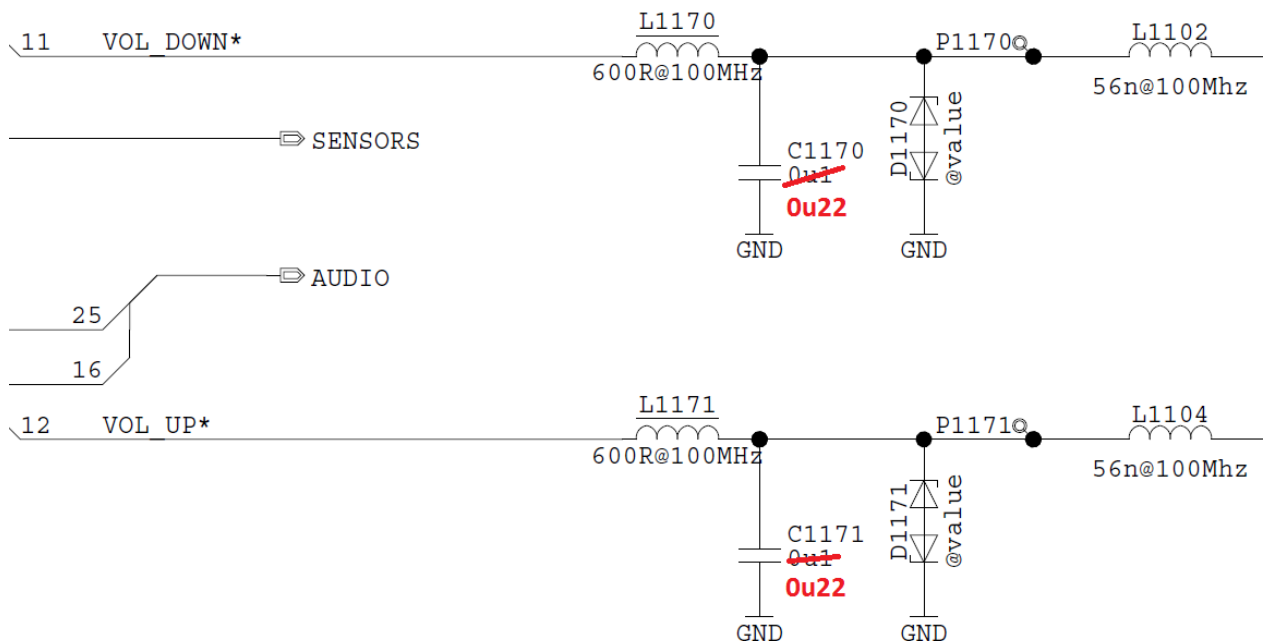 L1170
11 VOL_DOWN*
P1170
L1102
600R@100MHz
56n@100Mhz
D1170
@value
SENSORS
C1170
0u1
0u22
GND
GND
AUDIO
25
16
L1171
12 VOL_UP*
P1171
L1104
600R@100MHz
56n@100Mhz
D1171
@value
C1171
0u1
0u22
GND
GND